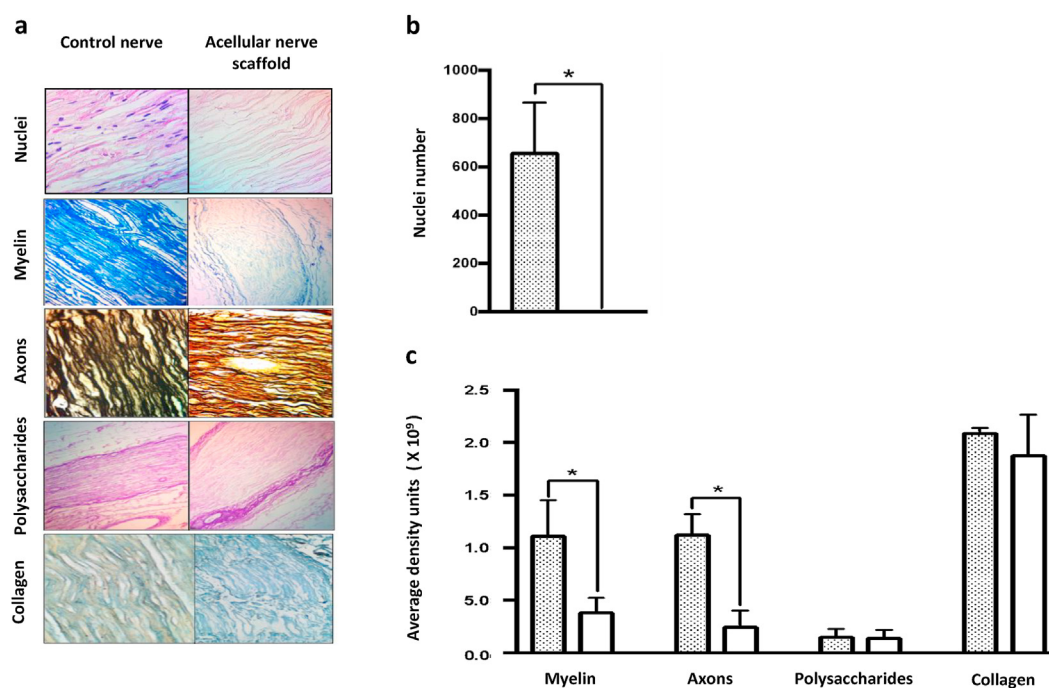 a
Control nerve
Acellular nerve
scaffold
Nuclei
Myelin
Axons
Polysaccharides
Collagen
b
1000
800
600
400
200
0
Nuclei number
*
c
2.5
2.0
1.5
1.0
5.0
0.0
Average density units ( X 10⁹)
*
*
Myelin
Axons
Polysaccharides
Collagen